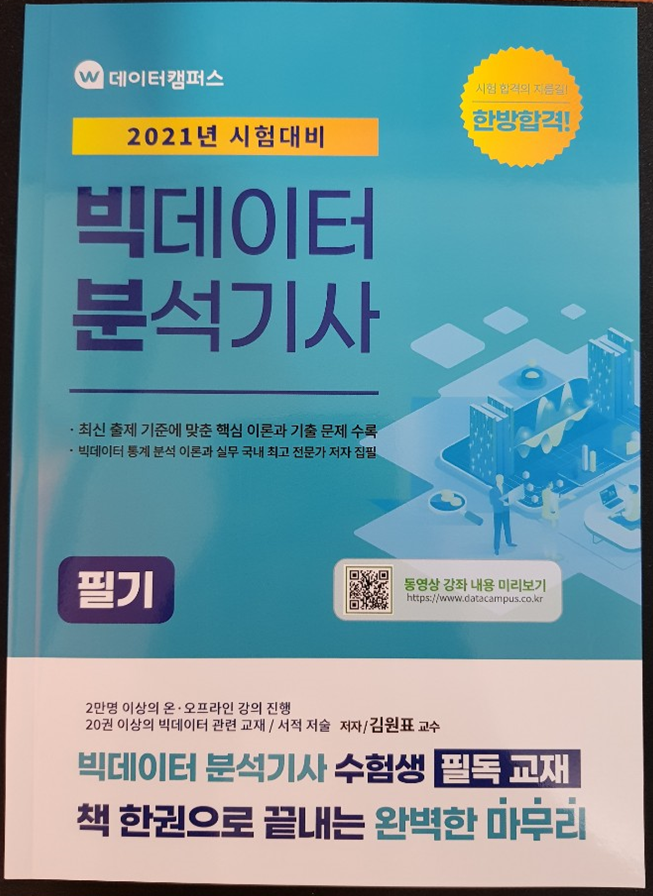 W 데이터캠퍼스
시험 합격의 지름길!
한방합격!
2021년 시험대비
빅데이터
분석기사
· 최신 출제 기준에 맞춘 핵심 이론과 기출 문제 수록
· 빅데이터 통계 분석 이론과 실무 국내 최고 전문가 저자 집필
필기
동영상 강좌 내용 미리보기
https://www.datacampus.co.kr
2만명 이상의 온·오프라인 강의 진행
20권 이상의 빅데이터 관련 교재 / 서적 저술 저자/김원표 교수
빅데이터 분석기사 수험생 필독 교재
책 한권으로 끝내는 완벽한 마무리